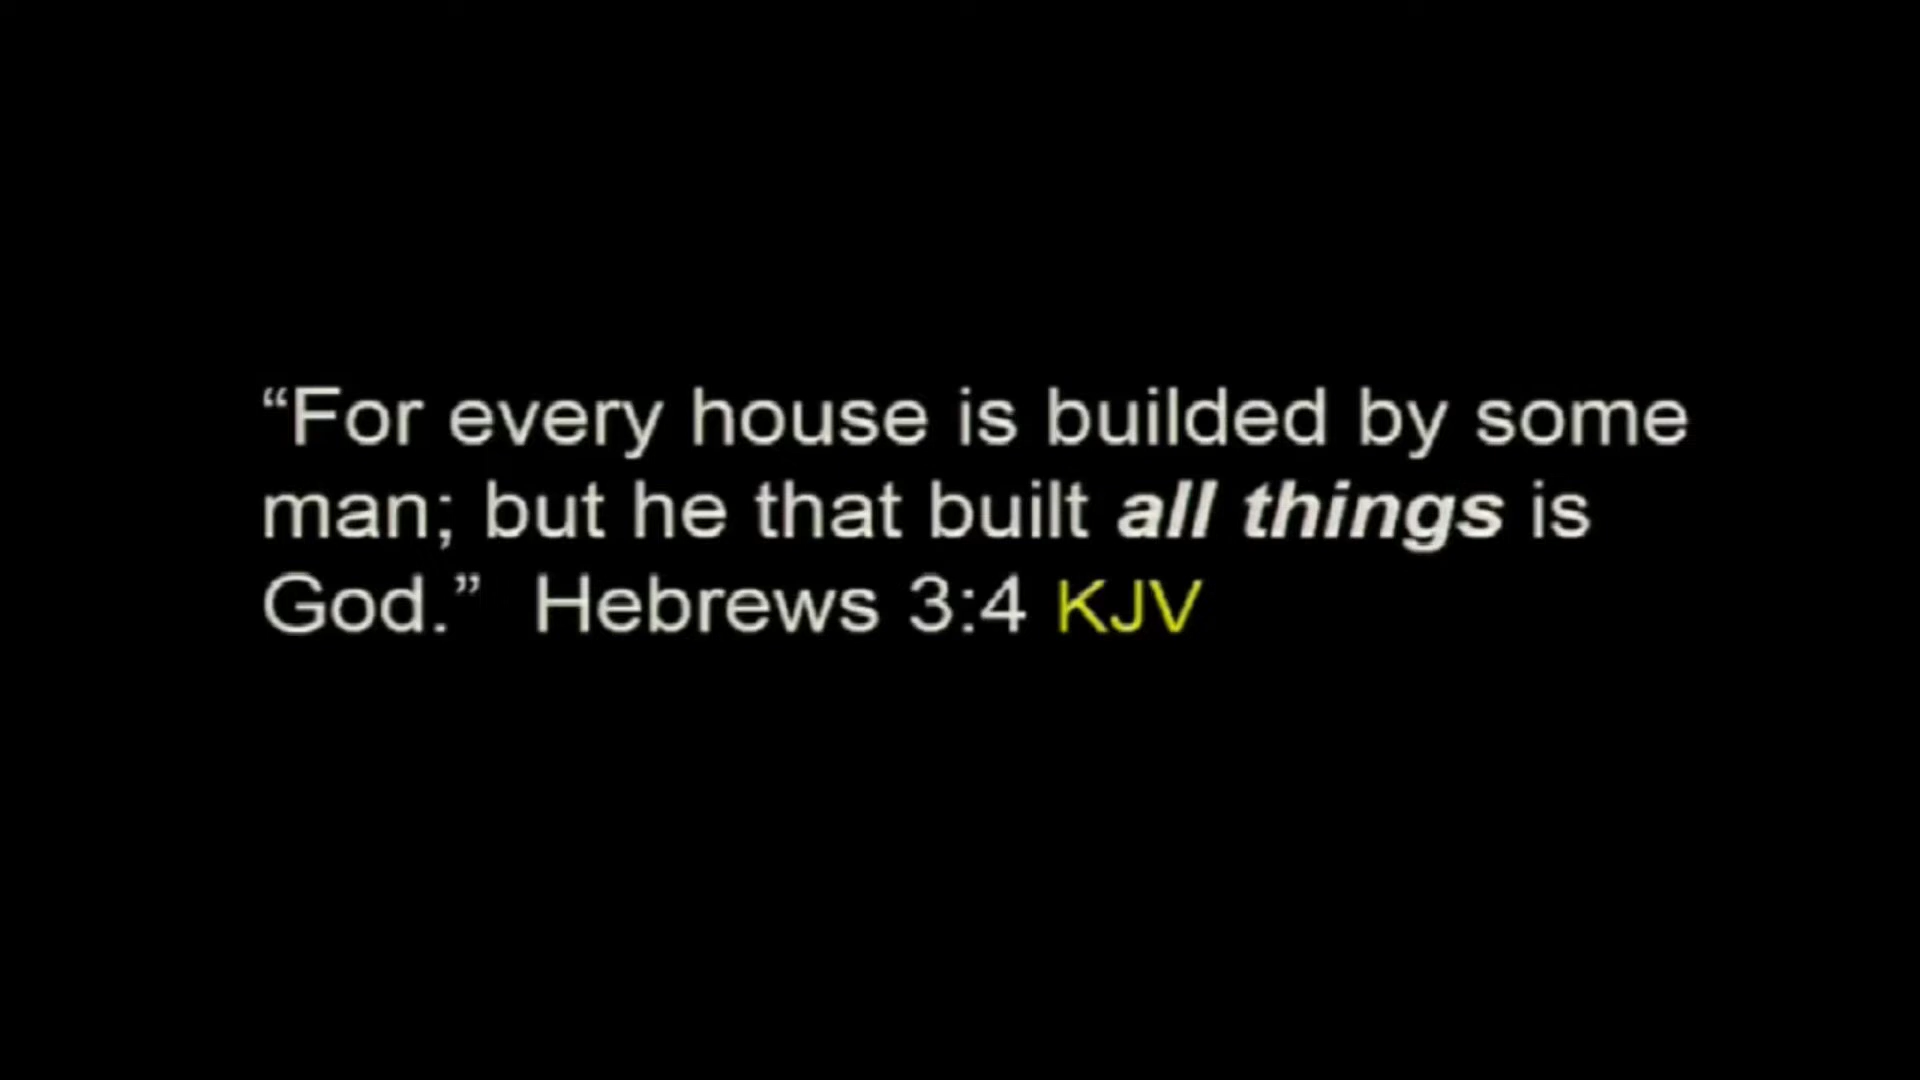 “For every house is builded by some
man; but he that built all things is
God.”  Hebrews 3:4 KJV